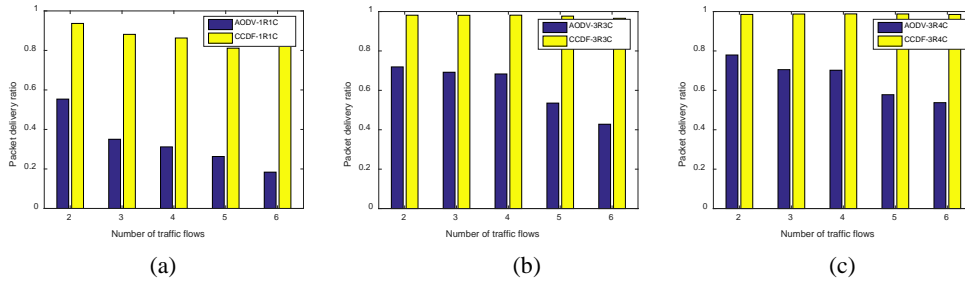 1
0.8
0.6
0.4
0.2
0
Packet delivery ratio
AODV-1R1C
CCDF-1R1C
2 3 4 5 6
Number of traffic flows
(a)
1
0.8
0.6
0.4
0.2
0
Packet delivery ratio
AODV-3R3C
CCDF-3R3C
2 3 4 5 6
Number of traffic flows
(b)
1
0.8
0.6
0.4
0.2
0
Packet delivery ratio
AODV-3R4C
CCDF-3R4C
2 3 4 5 6
Number of traffic flows
(c)